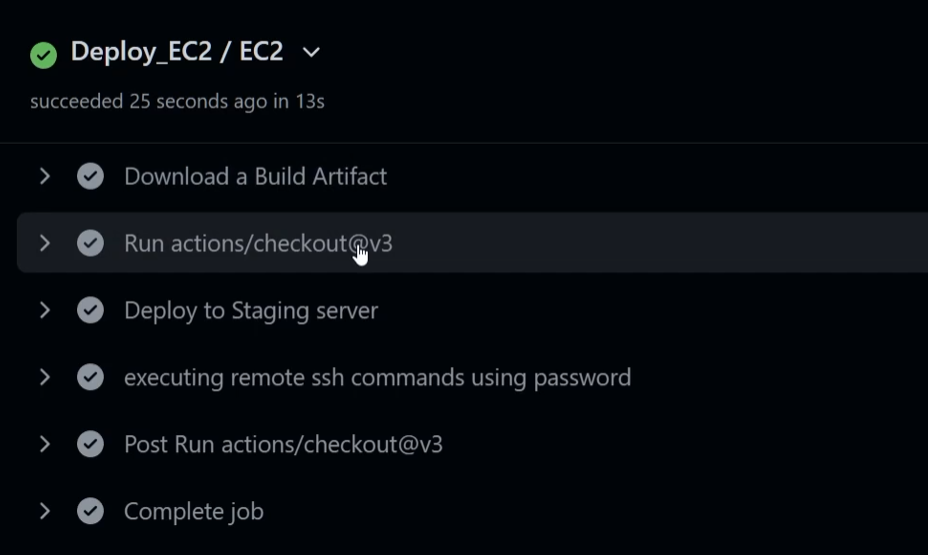 Deploy_EC2 / EC2
succeeded 25 seconds ago in 13s
Download a Build Artifact
Run actions/checkout@v3
Deploy to Staging server
executing remote ssh commands using password
Post Run actions/checkout@v3
Complete job